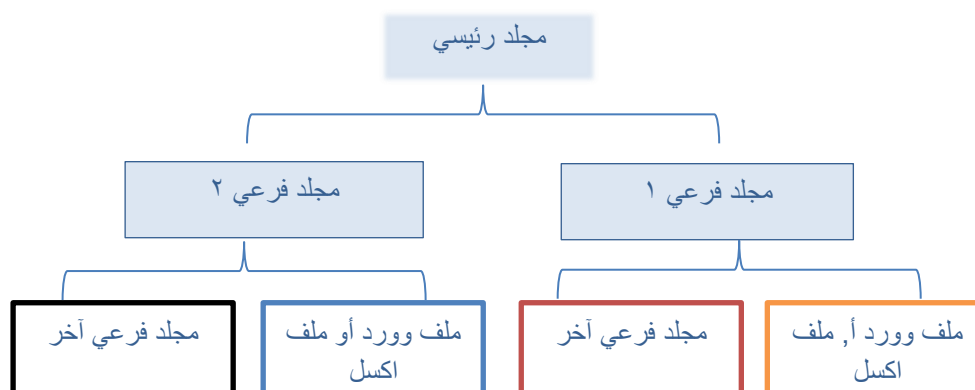 مجلد رئيسي
مجلد فرعي ١
مجلد فرعي ٢
ملف وورد أ, ملف
اكسل
مجلد فرعي آخر
ملف وورد أو ملف
اكسل
مجلد فرعي آخر